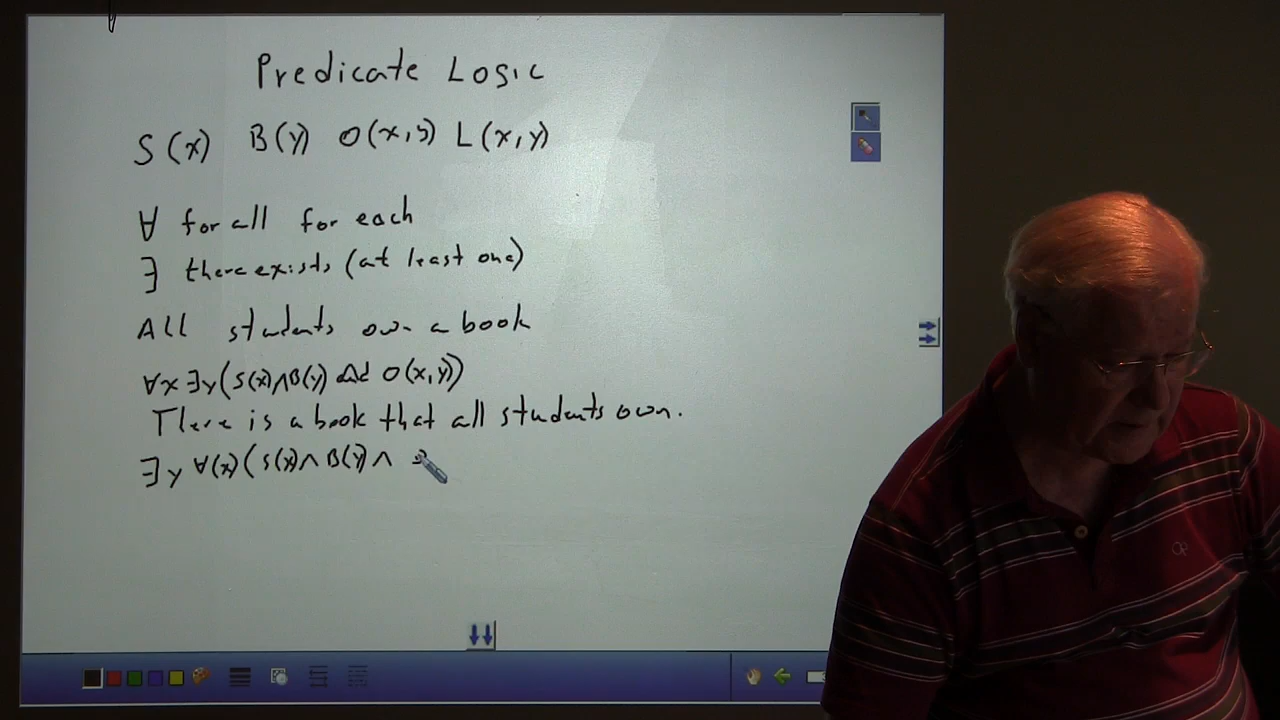 Predicate Logic
S(x) B(y) O(x,y) L(x,y)
∀ for all for each
∃ there exists (at least one)
All students own a book
∀x ∃y (S(x)∧B(y) and O(x,y))
There is a book that all students own.
∃y ∀(x) (S(x)∧ B(y)∧
OP